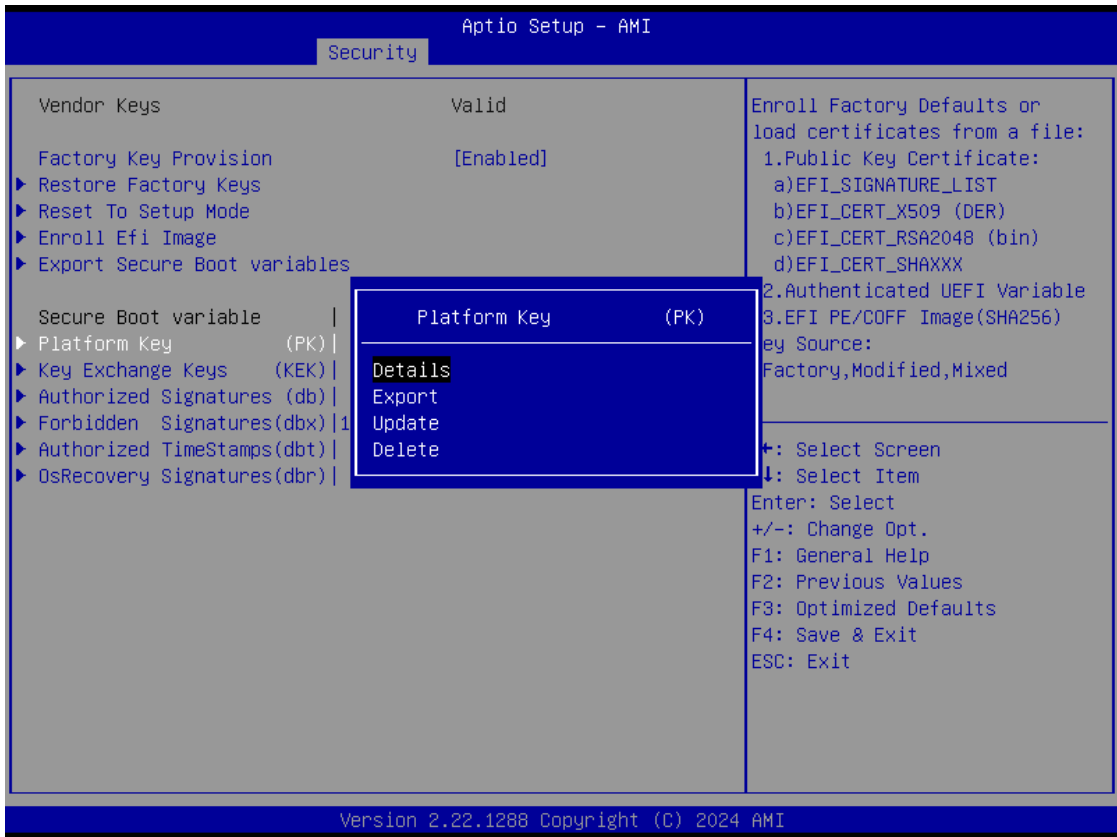 Aptio Setup – AMI
Security
Vendor Keys Valid
Factory Key Provision [Enabled]
Restore Factory Keys
Reset To Setup Mode
Enroll Efi Image
Export Secure Boot variables
Secure Boot variable |
Platform Key (PK)|
Key Exchange Keys (KEK)|
Authorized Signatures (db)|
Forbidden Signatures(dbx)|1
Authorized TimeStamps(dbt)|
OsRecovery Signatures(dbr)|
Platform Key (PK)
Details
Export
Update
Delete
Enroll Factory Defaults or
load certificates from a file:
1.Public Key Certificate:
a)EFI_SIGNATURE_LIST
b)EFI_CERT_X509 (DER)
c)EFI_CERT_RSA2048 (bin)
d)EFI_CERT_SHAXXX
2.Authenticated UEFI Variable
3.EFI PE/COFF Image(SHA256)
ey Source:
Factory,Modified,Mixed
: Select Screen
↓: Select Item
Enter: Select
+/-: Change Opt.
F1: General Help
F2: Previous Values
F3: Optimized Defaults
F4: Save & Exit
ESC: Exit
Version 2.22.1288 Copyright (C) 2024 AMI